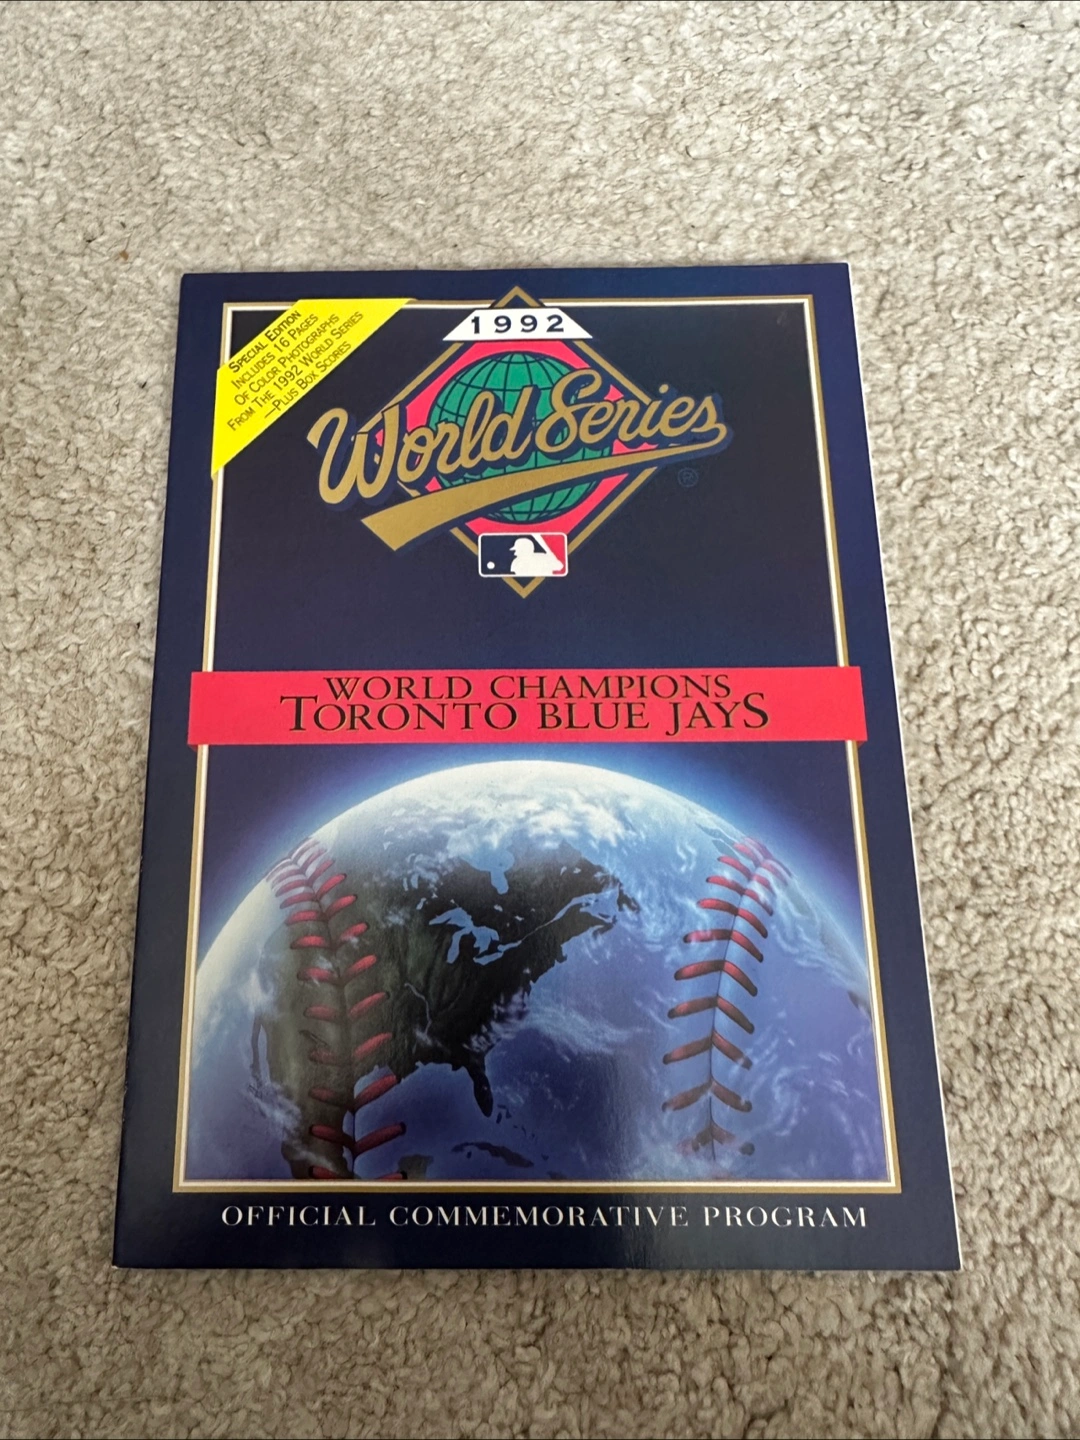 SPECIAL EDITION
INCLUDES 16 PAGES
OF COLOR PHOTOGRAPHS
FROM THE 1992 WORLD SERIES
—PLUS BOX SCORES
1992
World Series
®
WORLD CHAMPIONS
TORONTO BLUE JAYS
OFFICIAL COMMEMORATIVE PROGRAM